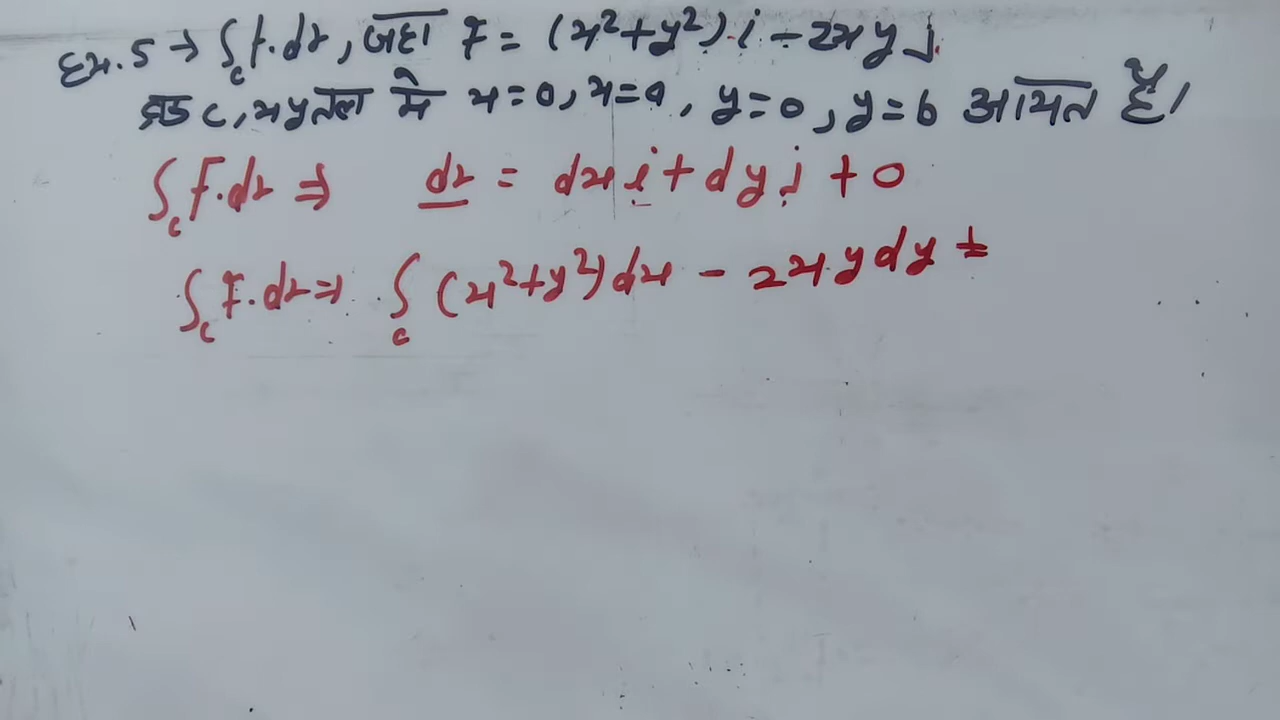 Ex. 5 → ∫c F.dr, जहा F = (x²+y²) i - 2xy j
वक्र C, xy तल में x=0, x=a, y=0, y=b आयत है।
∫c F.dr ⇒ dr = dx i + dy j + 0
∫c F.dr ⇒ ∫c (x²+y²)dx - 2xy dy =